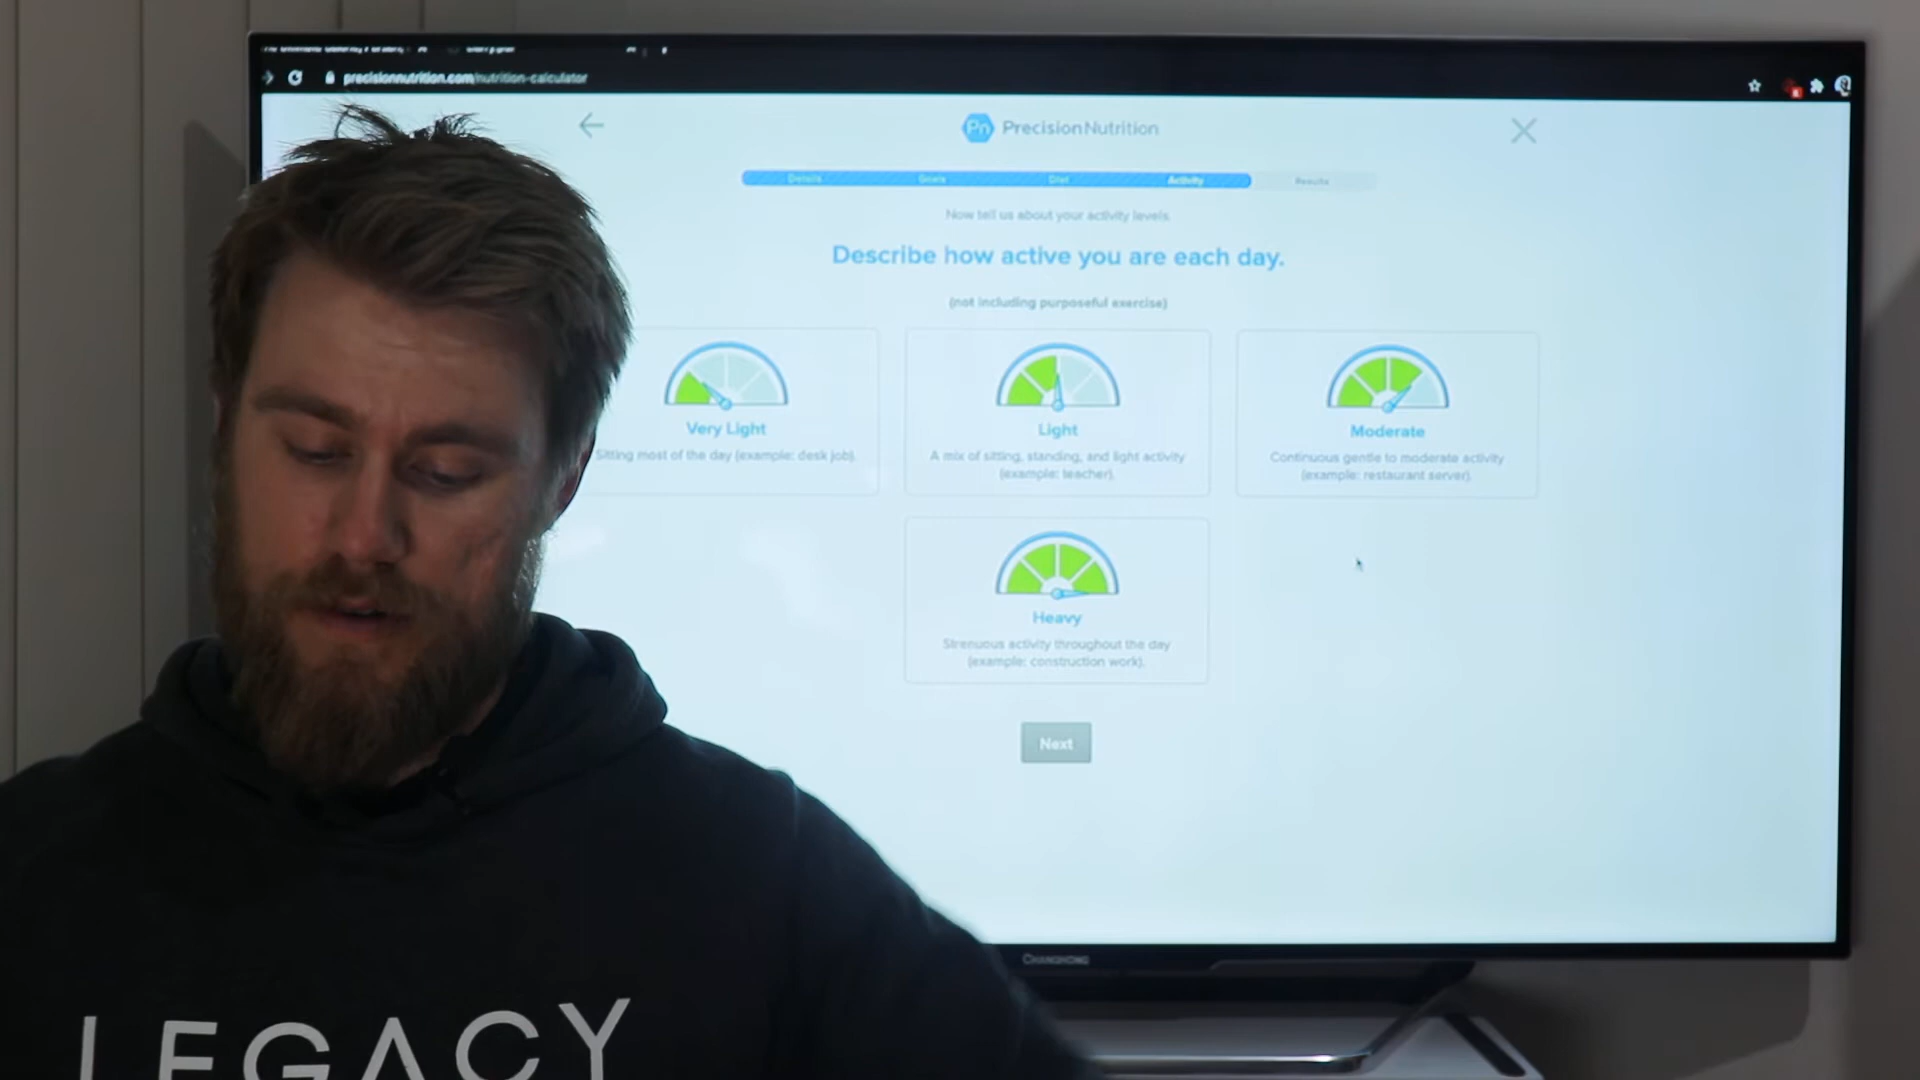 precisionnutrition.com/nutrition-calculator
Pn PrecisionNutrition
Details Goals Diet Activity Results
Now tell us about your activity levels.
Describe how active you are each day.
(not including purposeful exercise)
Very Light
Sitting most of the day (example: desk job).
Light
A mix of sitting, standing, and light activity
(example: teacher).
Moderate
Continuous gentle to moderate activity
(example: restaurant server).
Heavy
Strenuous activity throughout the day
(example: construction work).
Next
CHANGHONG
LEGACY